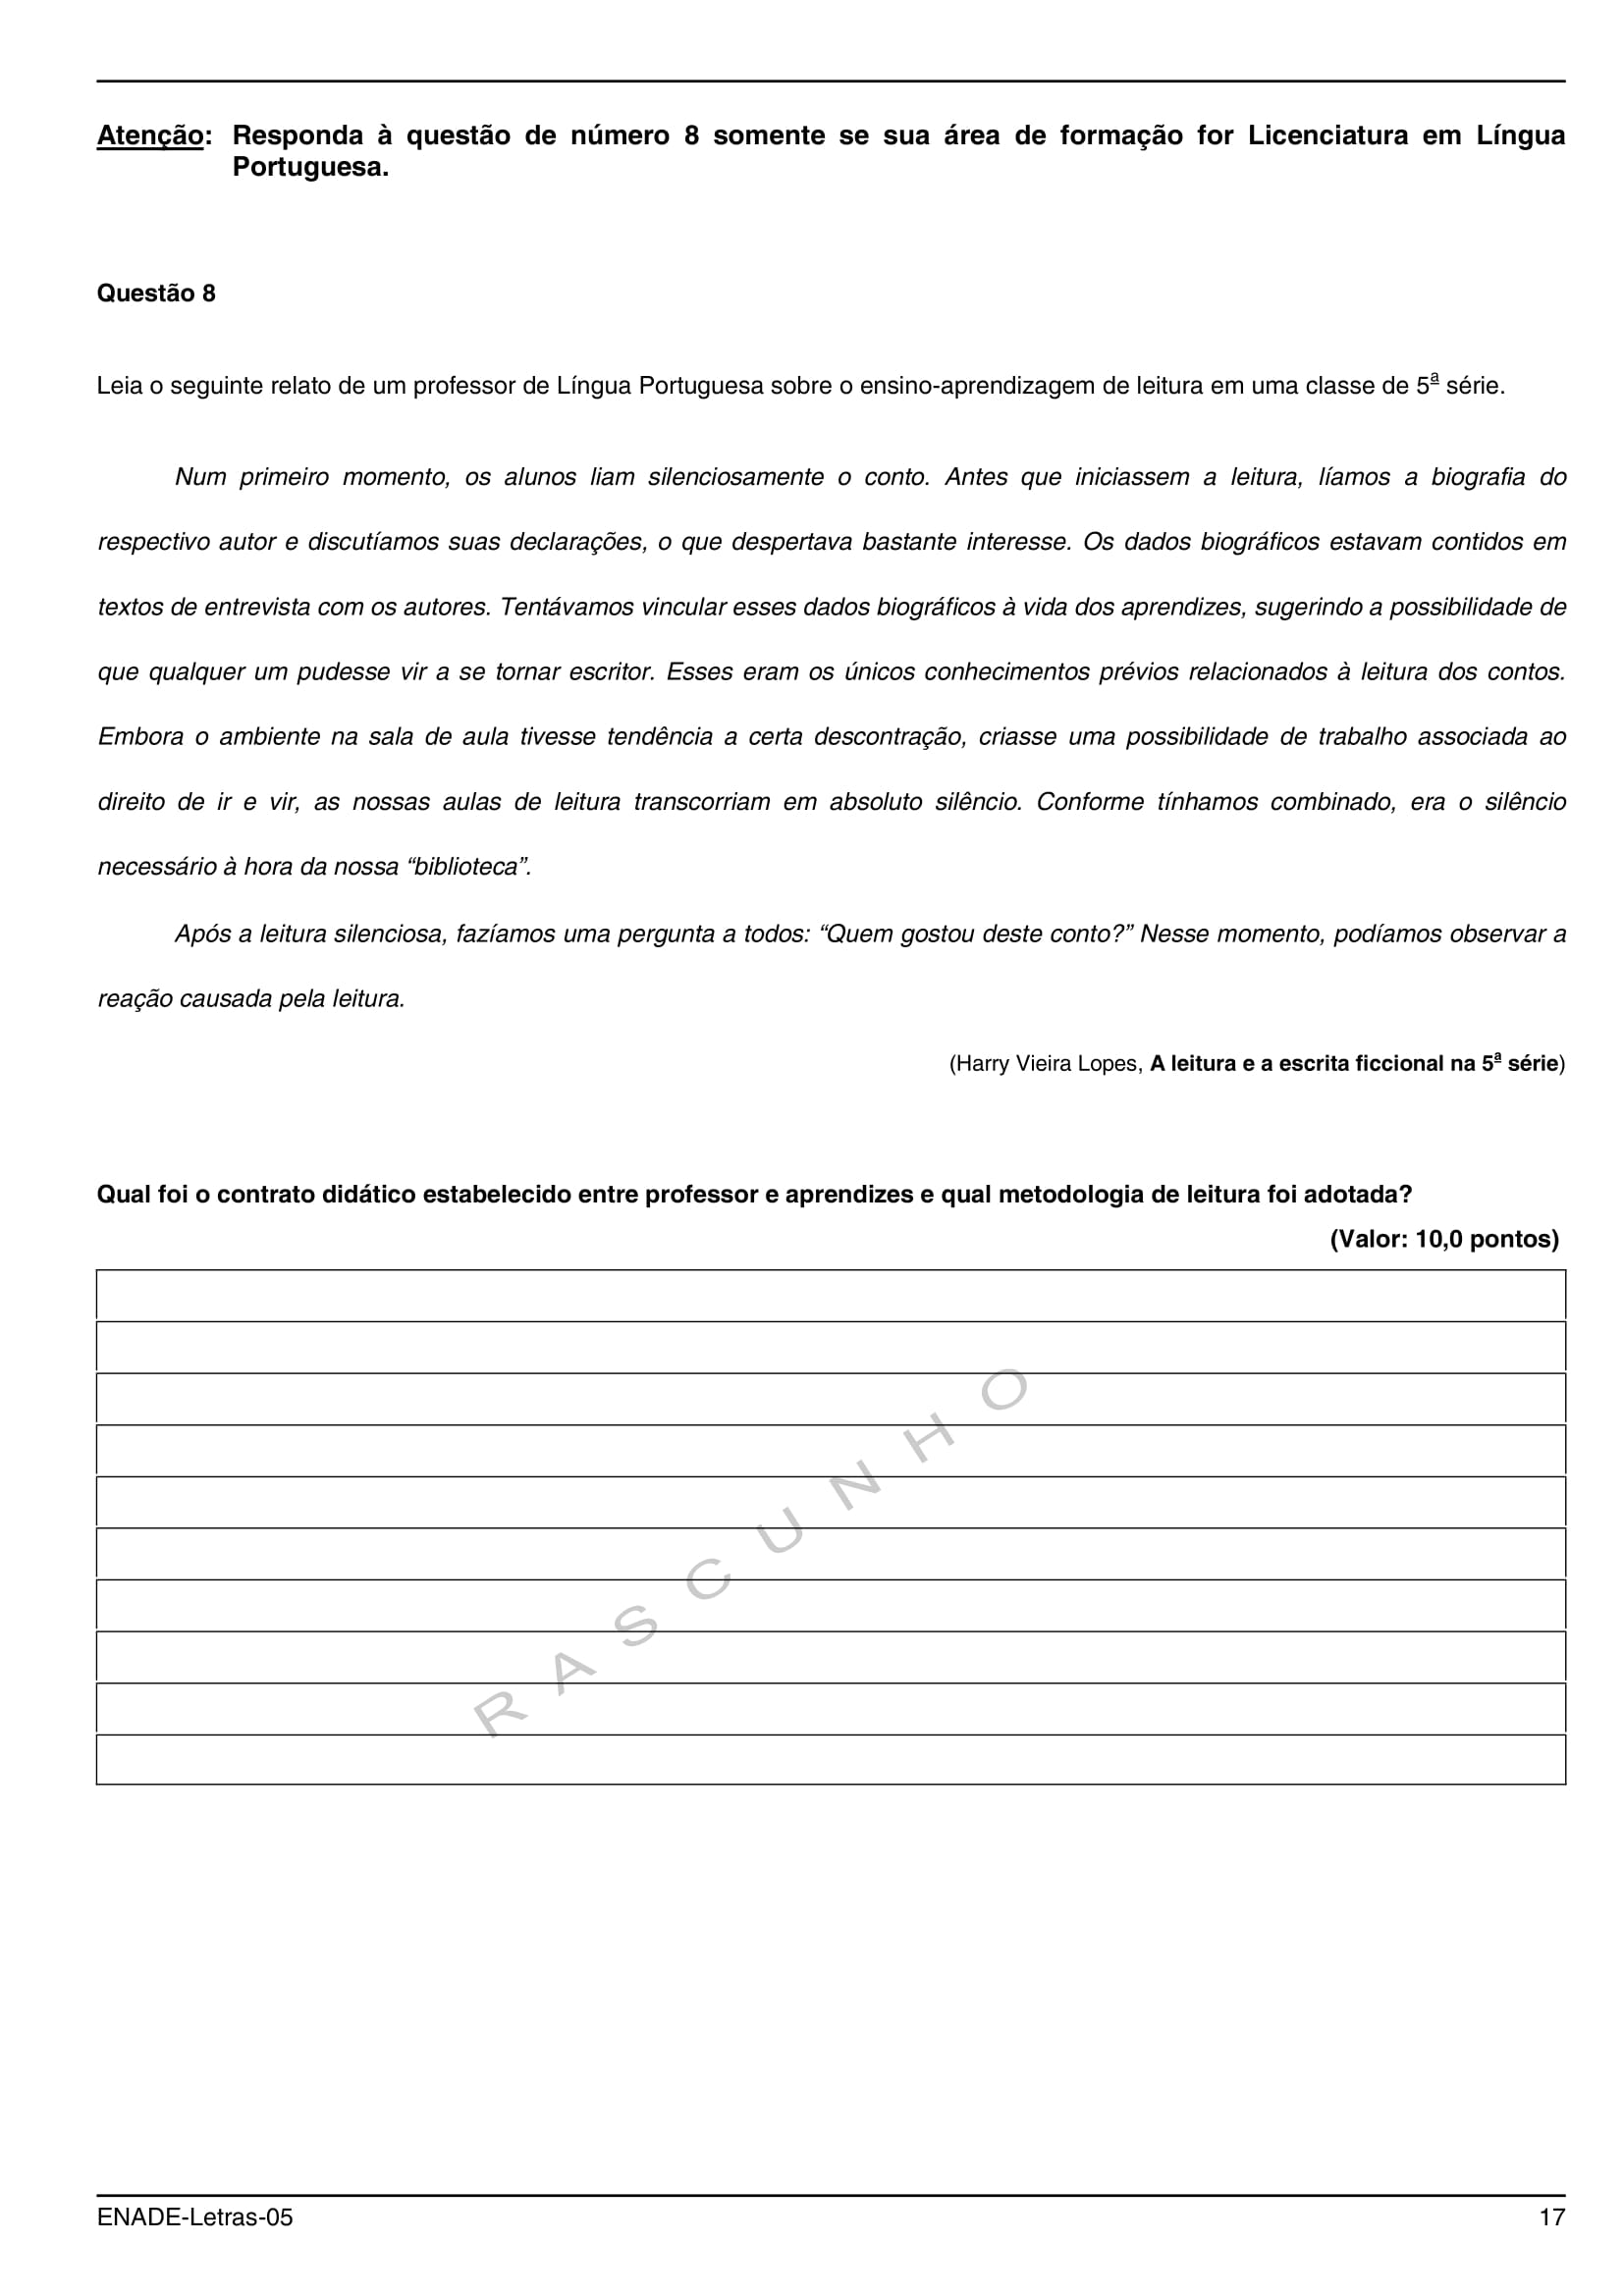 Atenção: Responda à questão de número 8 somente se sua área de formação for Licenciatura em Língua
Portuguesa.
Questão 8
Leia o seguinte relato de um professor de Língua Portuguesa sobre o ensino-aprendizagem de leitura em uma classe de 5ª série.
Num primeiro momento, os alunos liam silenciosamente o conto. Antes que iniciassem a leitura, líamos a biografia do
respectivo autor e discutíamos suas declarações, o que despertava bastante interesse. Os dados biográficos estavam contidos em
textos de entrevista com os autores. Tentávamos vincular esses dados biográficos à vida dos aprendizes, sugerindo a possibilidade de
que qualquer um pudesse vir a se tornar escritor. Esses eram os únicos conhecimentos prévios relacionados à leitura dos contos.
Embora o ambiente na sala de aula tivesse tendência a certa descontração, criasse uma possibilidade de trabalho associada ao
direito de ir e vir, as nossas aulas de leitura transcorriam em absoluto silêncio. Conforme tínhamos combinado, era o silêncio
necessário à hora da nossa “biblioteca”.
Após a leitura silenciosa, fazíamos uma pergunta a todos: “Quem gostou deste conto?” Nesse momento, podíamos observar a
reação causada pela leitura.
(Harry Vieira Lopes, A leitura e a escrita ficcional na 5ª série)
Qual foi o contrato didático estabelecido entre professor e aprendizes e qual metodologia de leitura foi adotada?
(Valor: 10,0 pontos)
RASCUNHO
ENADE-Letras-05 17